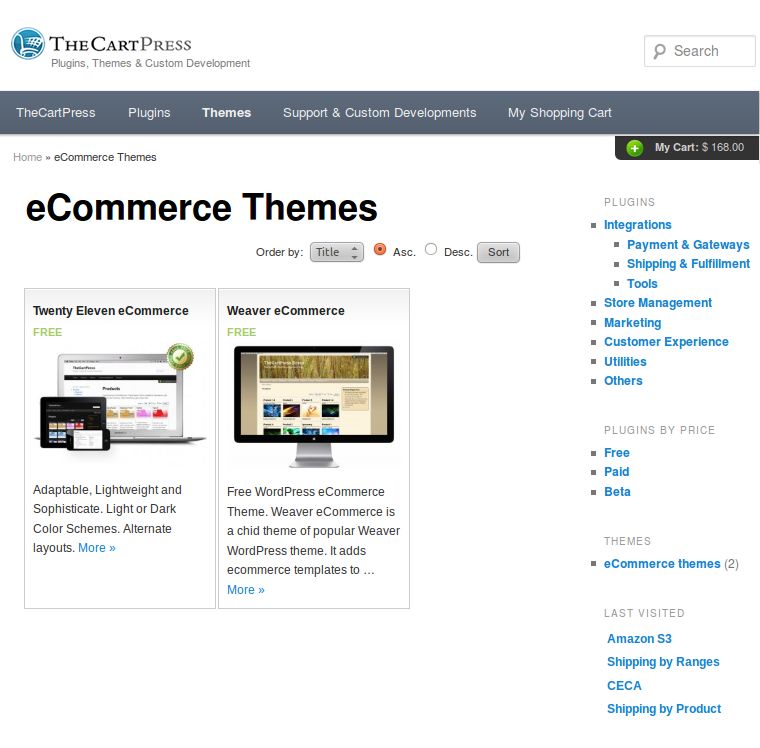 THECARTPRESS
Plugins, Themes & Custom Development
Search
TheCartPress Plugins Themes Support & Custom Developments My Shopping Cart
My Cart: $ 168.00
Home » eCommerce Themes
eCommerce Themes
Order by: Title Asc. Desc. Sort
Twenty Eleven eCommerce
FREE
Products
Adaptable, Lightweight and
Sophisticate. Light or Dark
Color Schemes. Alternate
layouts. More »
Weaver eCommerce
FREE
Free WordPress eCommerce
Theme. Weaver eCommerce is
a chid theme of popular Weaver
WordPress theme. It adds
ecommerce templates to …
More »
PLUGINS
Integrations
Payment & Gateways
Shipping & Fulfillment
Tools
Store Management
Marketing
Customer Experience
Utilities
Others
PLUGINS BY PRICE
Free
Paid
Beta
THEMES
eCommerce themes (2)
LAST VISITED
Amazon S3
Shipping by Ranges
CECA
Shipping by Product